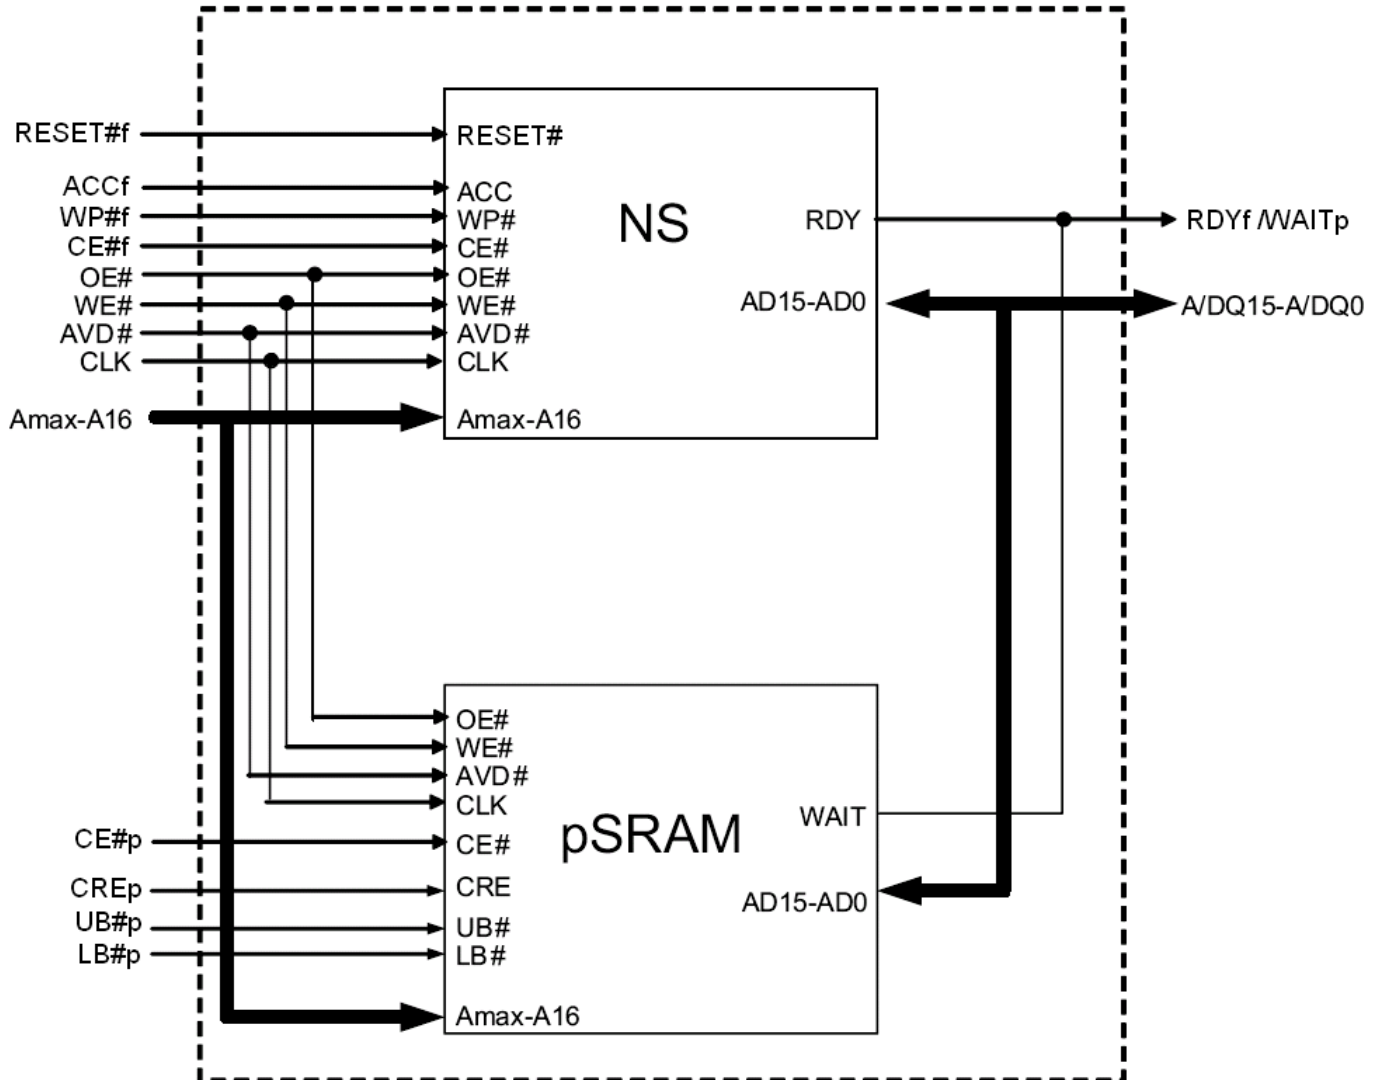 RESET#f
RESET#
ACCf
ACC
WP#f
WP#
CE#f
CE#
OE#
OE#
WE#
WE#
AVD#
AVD#
CLK
CLK
Amax-A16
Amax-A16
NS
RDY
RDYf /WAITp
AD15-AD0
A/DQ15-A/DQ0
OE#
WE#
AVD#
CLK
CE#p
CE#
CREp
CRE
UB#p
UB#
LB#p
LB#
Amax-A16
pSRAM
WAIT
AD15-AD0